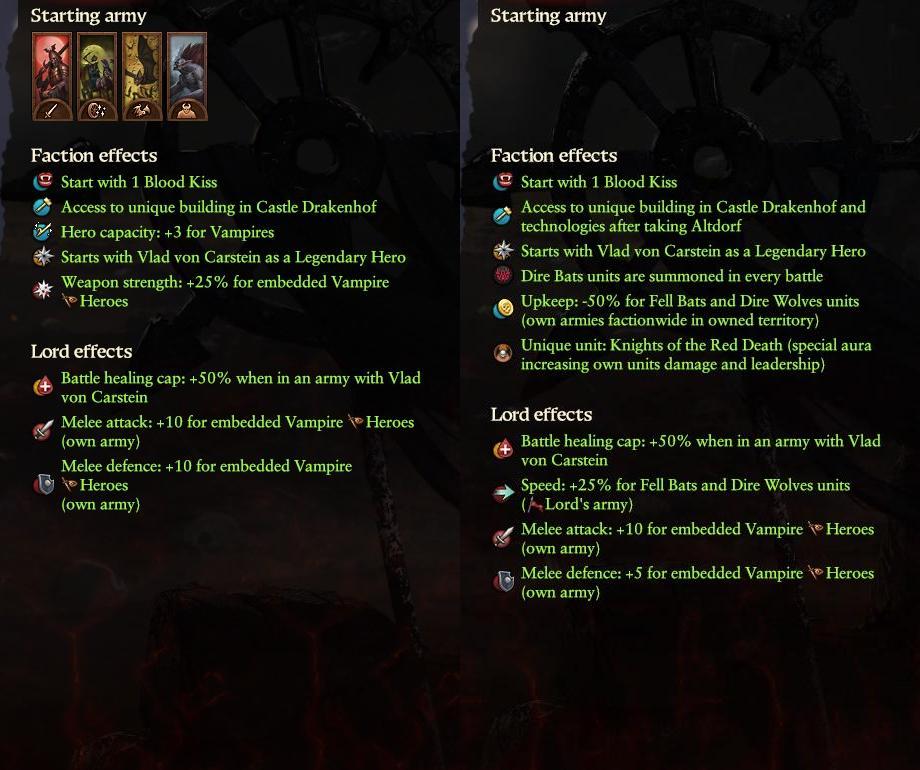 Starting army
Faction effects
Start with 1 Blood Kiss
Access to unique building in Castle Drakenhof
Hero capacity: +3 for Vampires
Starts with Vlad von Carstein as a Legendary Hero
Weapon strength: +25% for embedded Vampire
Heroes
Lord effects
Battle healing cap: +50% when in an army with Vlad
von Carstein
Melee attack: +10 for embedded Vampire Heroes
(own army)
Melee defence: +10 for embedded Vampire
Heroes
(own army)
Starting army
Faction effects
Start with 1 Blood Kiss
Access to unique building in Castle Drakenhof and
technologies after taking Altdorf
Starts with Vlad von Carstein as a Legendary Hero
Dire Bats units are summoned in every battle
Upkeep: -50% for Fell Bats and Dire Wolves units
(own armies factionwide in owned territory)
Unique unit: Knights of the Red Death (special aura
increasing own units damage and leadership)
Lord effects
Battle healing cap: +50% when in an army with Vlad
von Carstein
Speed: +25% for Fell Bats and Dire Wolves units
(Lord's army)
Melee attack: +10 for embedded Vampire Heroes
(own army)
Melee defence: +5 for embedded Vampire Heroes
(own army)